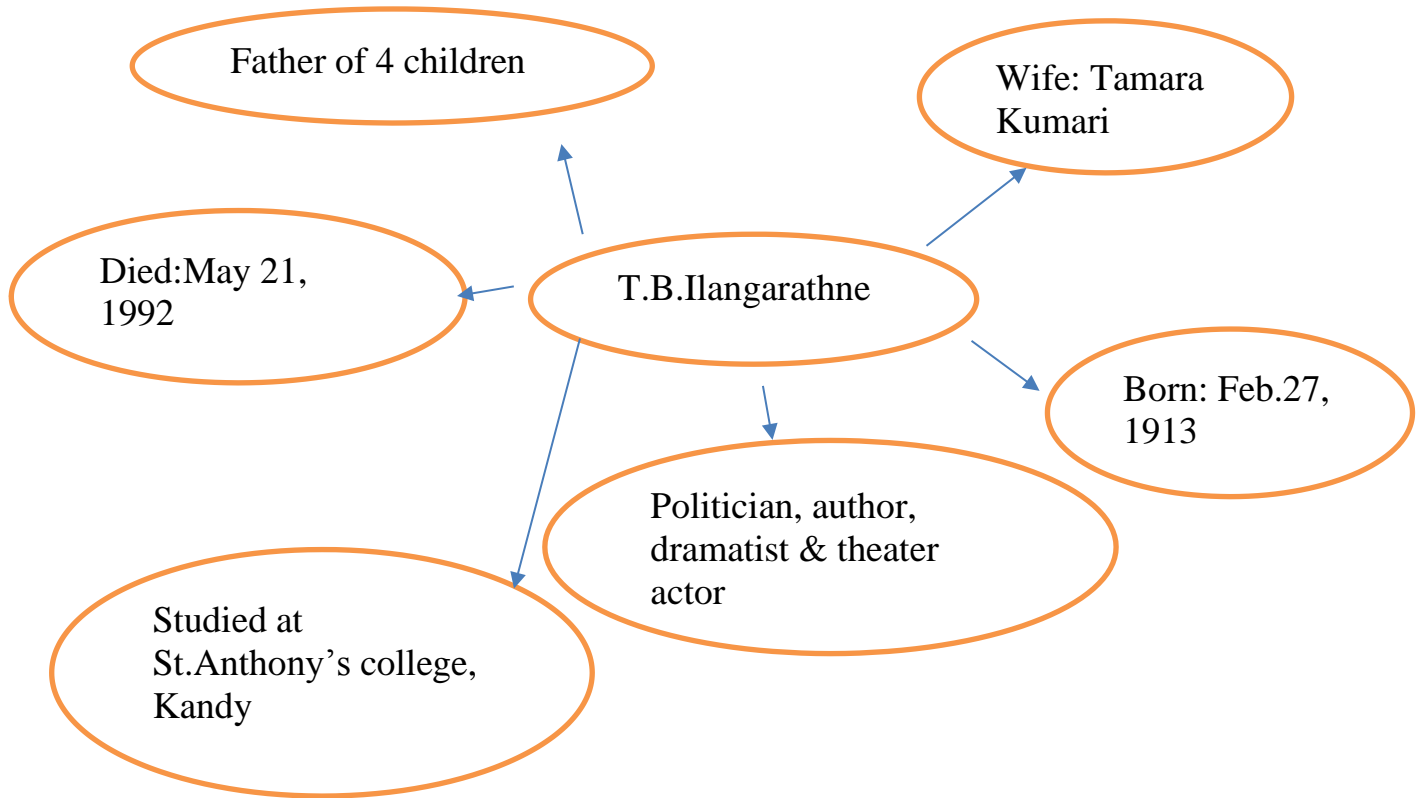 Father of 4 children
Wife: Tamara
Kumari
Died:May 21,
1992
T.B.Ilangarathne
Born: Feb.27,
1913
Politician, author,
dramatist & theater
actor
Studied at
St.Anthony’s college,
Kandy